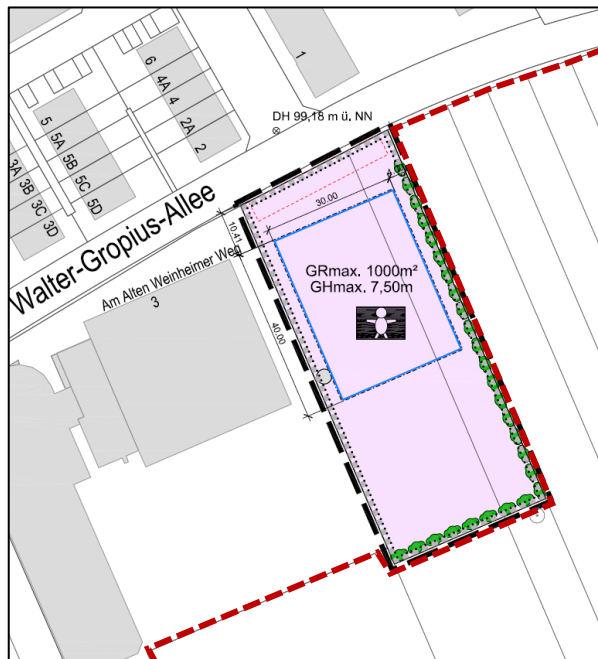 1
6
4A
4
2A
2
5
5A
5B
5C
5D
3A
3B
3C
3D
DH 99,18 m ü. NN
Walter-Gropius-Allee
Am Alten Weinheimer Weg
3
10.41
30.00
40.00
GRmax. 1000m²
GHmax. 7,50m